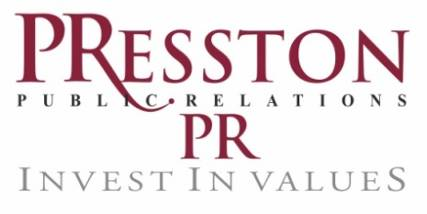 PRESSTON
PUBLIC.RELATIONS
PR
INVEST IN VALUES